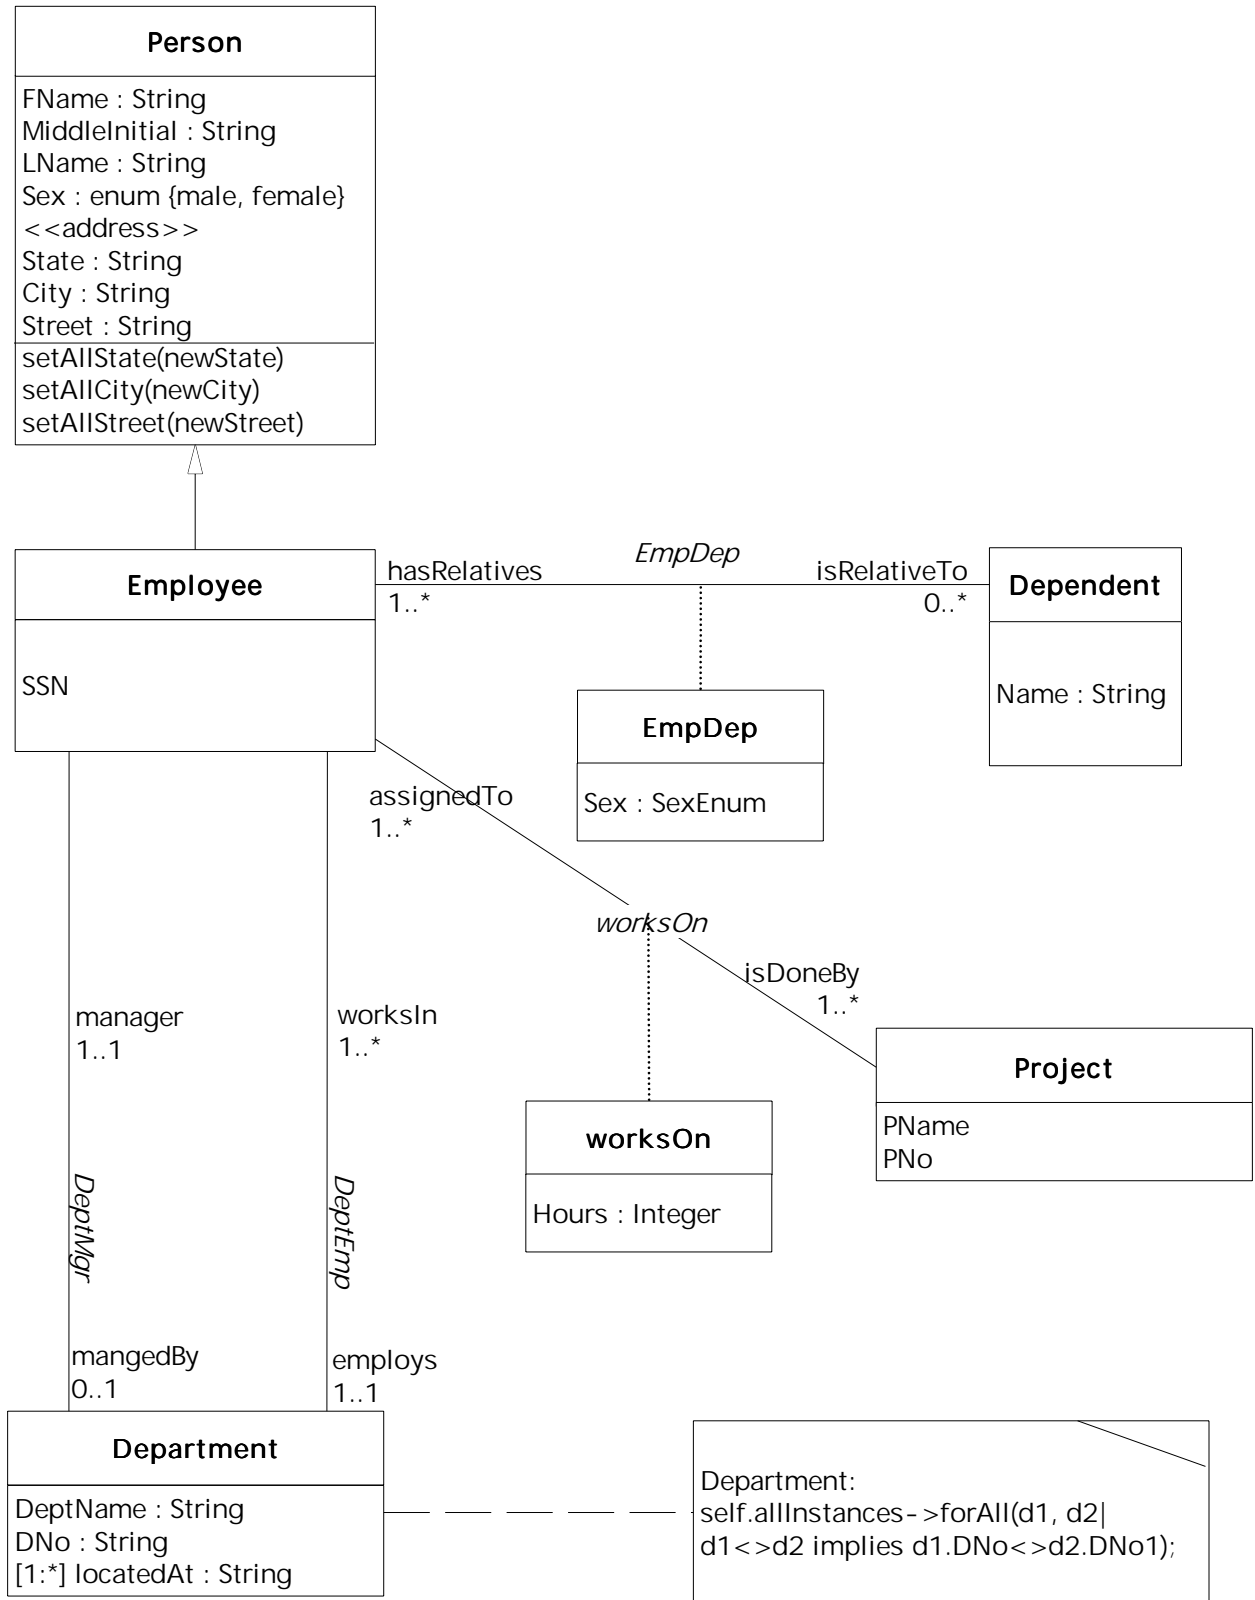 Person
FName : String
MiddleInitial : String
LName : String
Sex : enum {male, female}
<<address>>
State : String
City : String
Street : String
setAllState(newState)
setAllCity(newCity)
setAllStreet(newStreet)
Employee
SSN
hasRelatives
1..*
EmpDep
isRelativeTo
0..*
Dependent
Name : String
EmpDep
Sex : SexEnum
assignedTo
1..*
worksOn
isDoneBy
1..*
Project
PName
PNo
worksOn
Hours : Integer
manager
1..1
worksIn
1..*
DeptMgr
DeptEmp
mangedBy
0..1
employs
1..1
Department
DeptName : String
DNo : String
[1:*] locatedAt : String
Department:
self.allInstances->forAll(d1, d2|
d1<>d2 implies d1.DNo<>d2.DNo1);